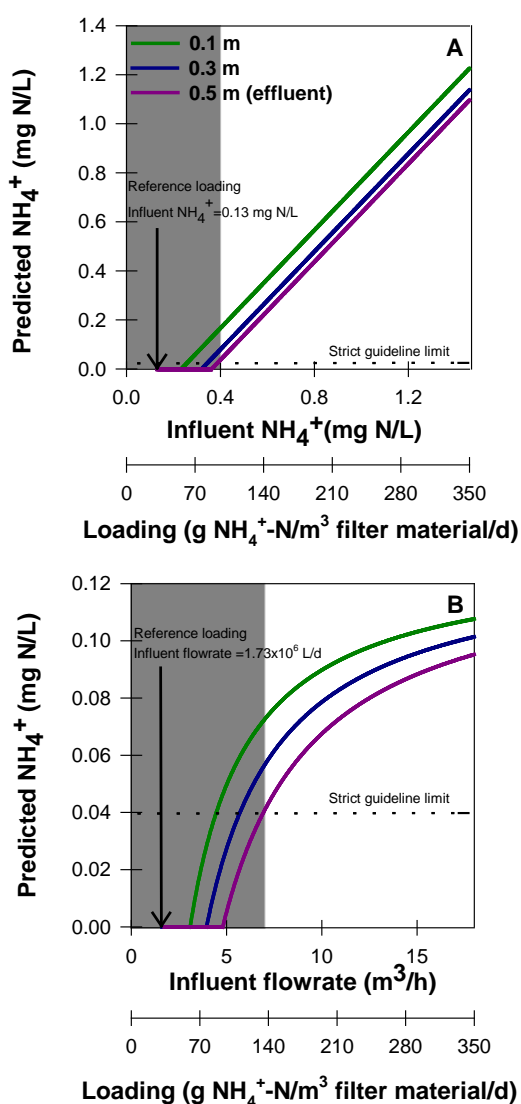 A
0.1 m
0.3 m
0.5 m (effluent)
Reference loading
Influent NH₄⁺=0.13 mg N/L
Strict guideline limit
Predicted NH₄⁺ (mg N/L)
1.4
1.2
1.0
0.8
0.6
0.4
0.2
0.0
0.0 0.4 0.8 1.2
Influent NH₄⁺(mg N/L)
0 70 140 210 280 350
Loading (g NH₄⁺-N/m³ filter material/d)
B
Reference loading
Influent flowrate =1.73x10⁶ L/d
Strict guideline limit
Predicted NH₄⁺ (mg N/L)
0.12
0.10
0.08
0.06
0.04
0.02
0.00
0 5 10 15
Influent flowrate (m³/h)
0 70 140 210 280 350
Loading (g NH₄⁺-N/m³ filter material/d)